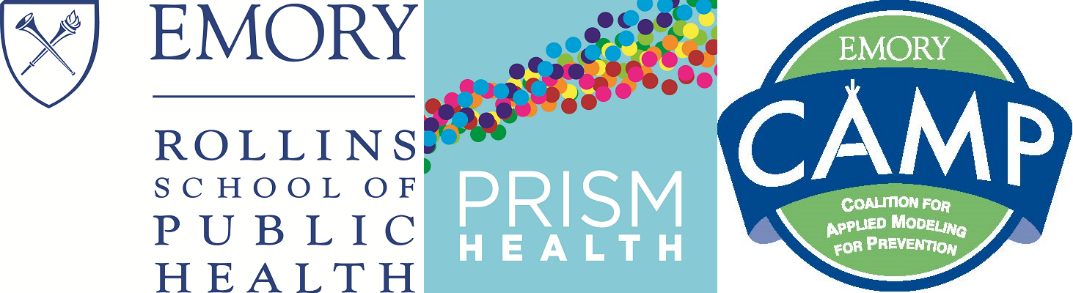 EMORY
ROLLINS
SCHOOL OF
PUBLIC
HEALTH
PRISM
HEALTH
EMORY
CAMP
COALITION FOR
APPLIED MODELING
FOR PREVENTION